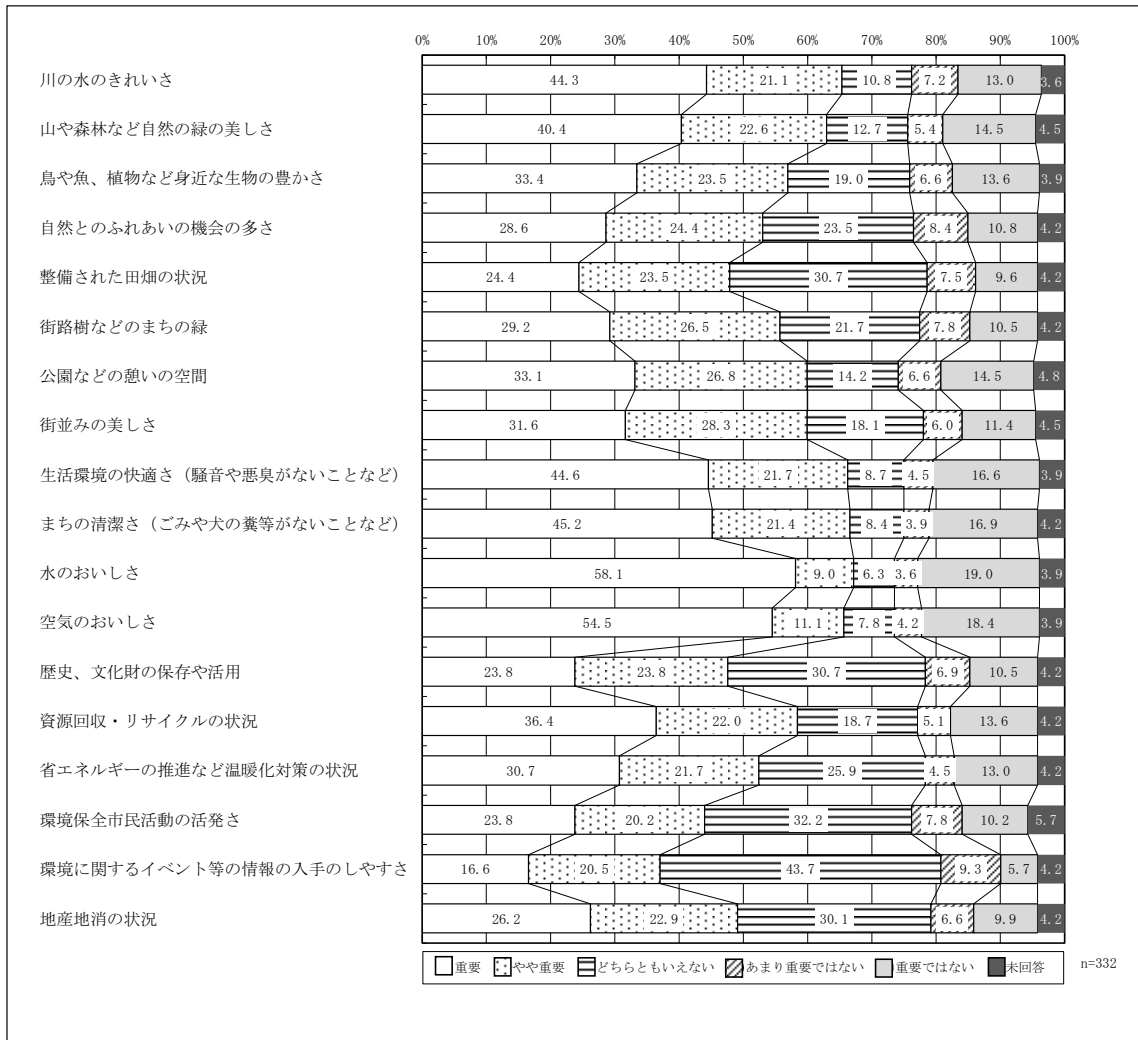 0% 10% 20% 30% 40% 50% 60% 70% 80% 90% 100%
川の水のきれいさ 44.3 21.1 10.8 7.2 13.0 3.6
山や森林など自然の緑の美しさ 40.4 22.6 12.7 5.4 14.5 4.5
鳥や魚、植物など身近な生物の豊かさ 33.4 23.5 19.0 6.6 13.6 3.9
自然とのふれあいの機会の多さ 28.6 24.4 23.5 8.4 10.8 4.2
整備された田畑の状況 24.4 23.5 30.7 7.5 9.6 4.2
街路樹などのまちの緑 29.2 26.5 21.7 7.8 10.5 4.2
公園などの憩いの空間 33.1 26.8 14.2 6.6 14.5 4.8
街並みの美しさ 31.6 28.3 18.1 6.0 11.4 4.5
生活環境の快適さ（騒音や悪臭がないことなど） 44.6 21.7 8.7 4.5 16.6 3.9
まちの清潔さ（ごみや犬の糞等がないことなど） 45.2 21.4 8.4 3.9 16.9 4.2
水のおいしさ 58.1 9.0 6.3 3.6 19.0 3.9
空気のおいしさ 54.5 11.1 7.8 4.2 18.4 3.9
歴史、文化財の保存や活用 23.8 23.8 30.7 6.9 10.5 4.2
資源回収・リサイクルの状況 36.4 22.0 18.7 5.1 13.6 4.2
省エネルギーの推進など温暖化対策の状況 30.7 21.7 25.9 4.5 13.0 4.2
環境保全市民活動の活発さ 23.8 20.2 32.2 7.8 10.2 5.7
環境に関するイベント等の情報の入手のしやすさ 16.6 20.5 43.7 9.3 5.7 4.2
地産地消の状況 26.2 22.9 30.1 6.6 9.9 4.2
重要 やや重要 どちらともいえない あまり重要ではない 重要ではない 未回答 n=332